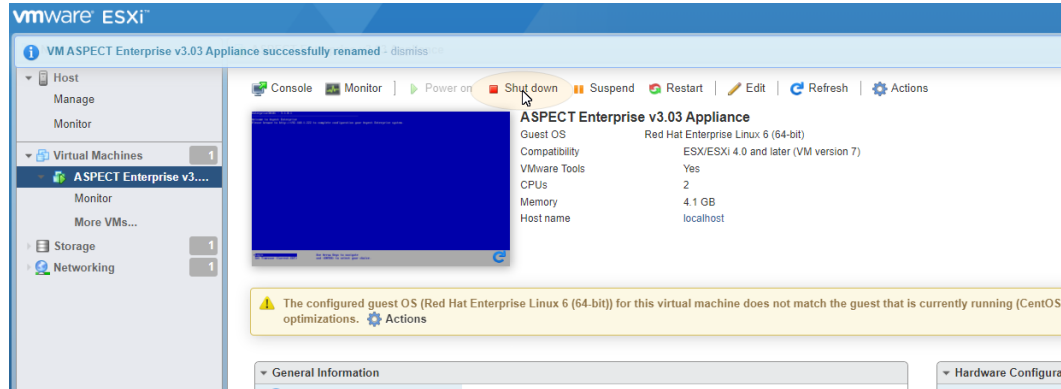 vmware ESXi™
VM ASPECT Enterprise v3.03 Appliance successfully renamed - dismiss
Host
Manage
Monitor
Virtual Machines 1
ASPECT Enterprise v3....
Monitor
More VMs...
Storage 1
Networking 1
Console Monitor Power on Shut down Suspend Restart Edit Refresh Actions
ASPECT Enterprise v3.03 Appliance
Guest OS Red Hat Enterprise Linux 6 (64-bit)
Compatibility ESX/ESXi 4.0 and later (VM version 7)
VMware Tools Yes
CPUs 2
Memory 4.1 GB
Host name localhost
The configured guest OS (Red Hat Enterprise Linux 6 (64-bit)) for this virtual machine does not match the guest that is currently running (CentOS
optimizations. Actions
General Information
Hardware Configura